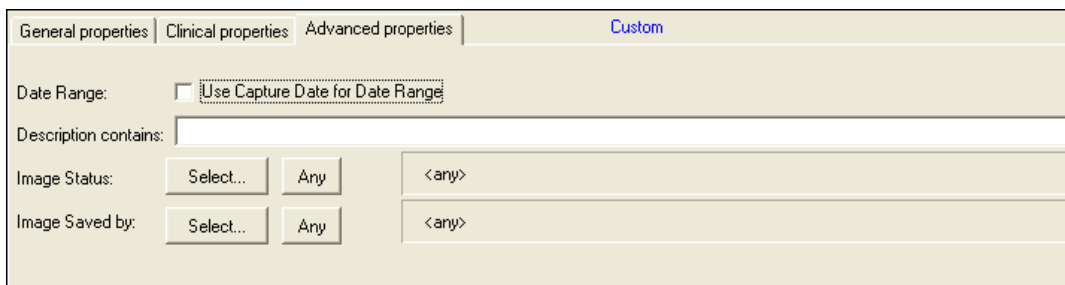 General properties Clinical properties Advanced properties Custom
Date Range: Use Capture Date for Date Range
Description contains:
Image Status: Select... Any <any>
Image Saved by: Select... Any <any>